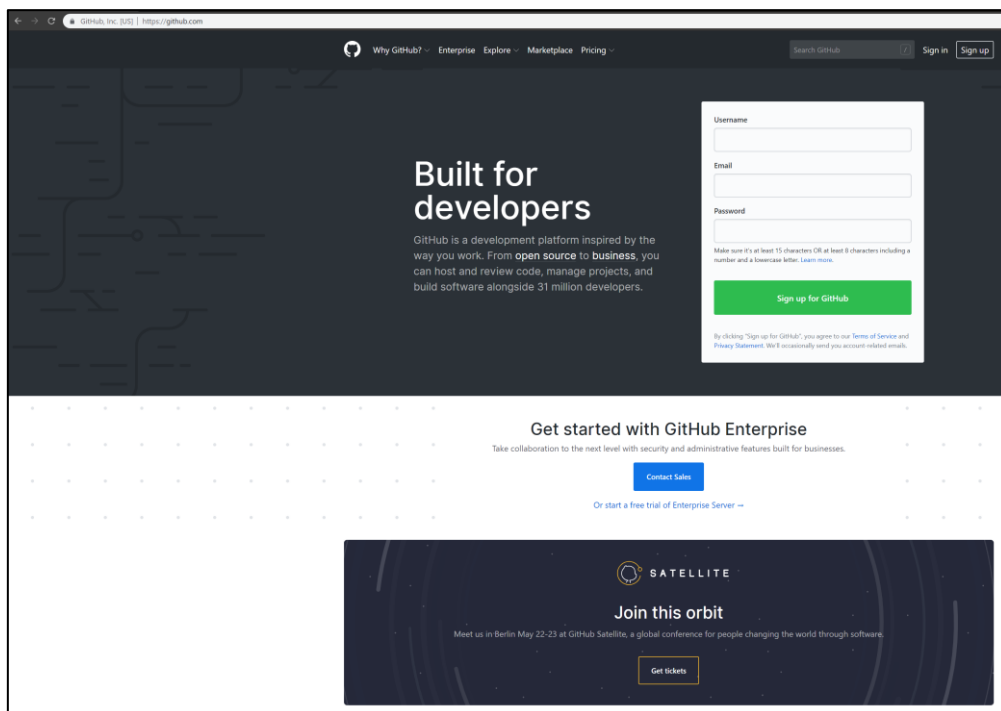 GitHub, Inc. [US] | https://github.com
Why GitHub? Enterprise Explore Marketplace Pricing Search GitHub / Sign in Sign up
Built for
developers
GitHub is a development platform inspired by the
way you work. From open source to business, you
can host and review code, manage projects, and
build software alongside 31 million developers.
Username
Email
Password
Make sure it's at least 15 characters OR at least 8 characters including a
number and a lowercase letter. Learn more.
Sign up for GitHub
By clicking "Sign up for GitHub", you agree to our Terms of Service and
Privacy Statement. We'll occasionally send you account-related emails.
Get started with GitHub Enterprise
Take collaboration to the next level with security and administrative features built for businesses.
Contact Sales
Or start a free trial of Enterprise Server →
SATELLITE
Join this orbit
Meet us in Berlin May 22-23 at GitHub Satellite, a global conference for people changing the world through software.
Get tickets